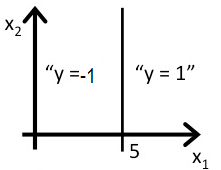 x2
“y =-1 “y = 1”
5
x1